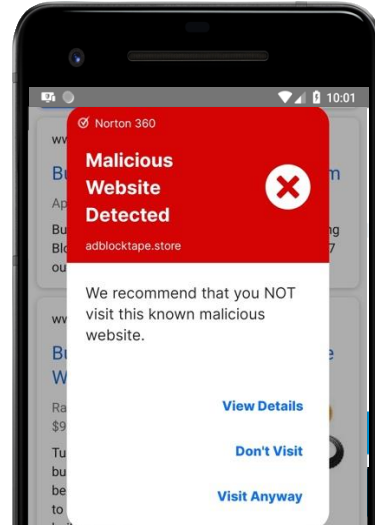 10:01
Norton 360
Malicious
Website
Detected
adblocktape.store
We recommend that you NOT
visit this known malicious
website.
View Details
Don't Visit
Visit Anyway